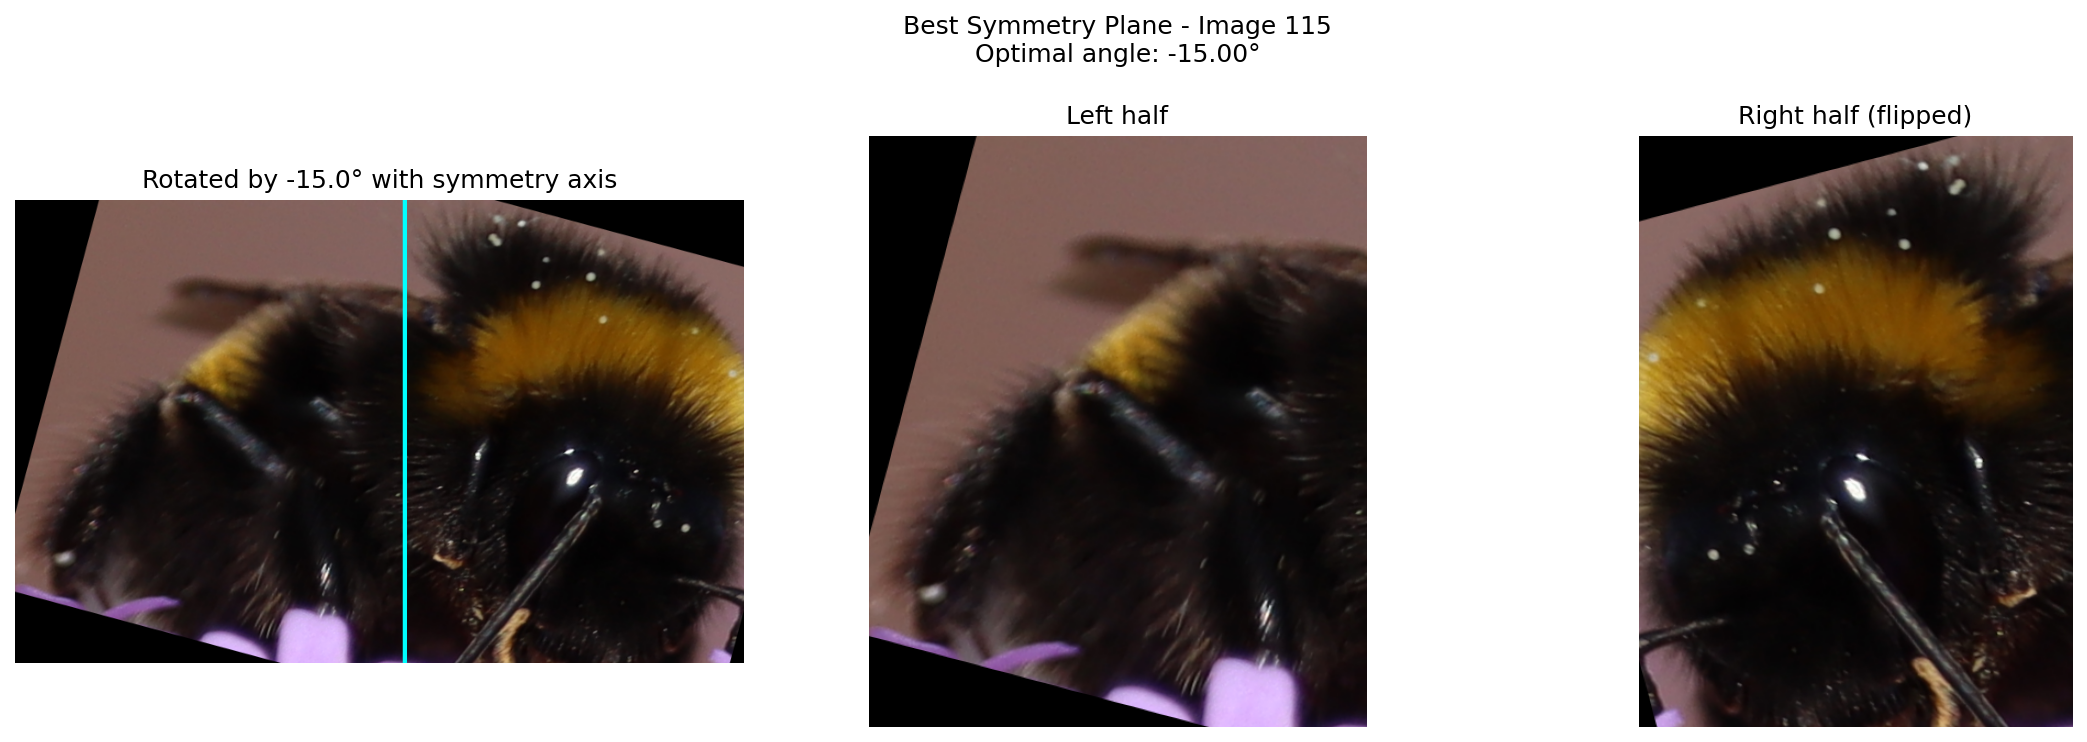 Best Symmetry Plane - Image 115
Optimal angle: -15.00°
Rotated by -15.0° with symmetry axis
Left half
Right half (flipped)